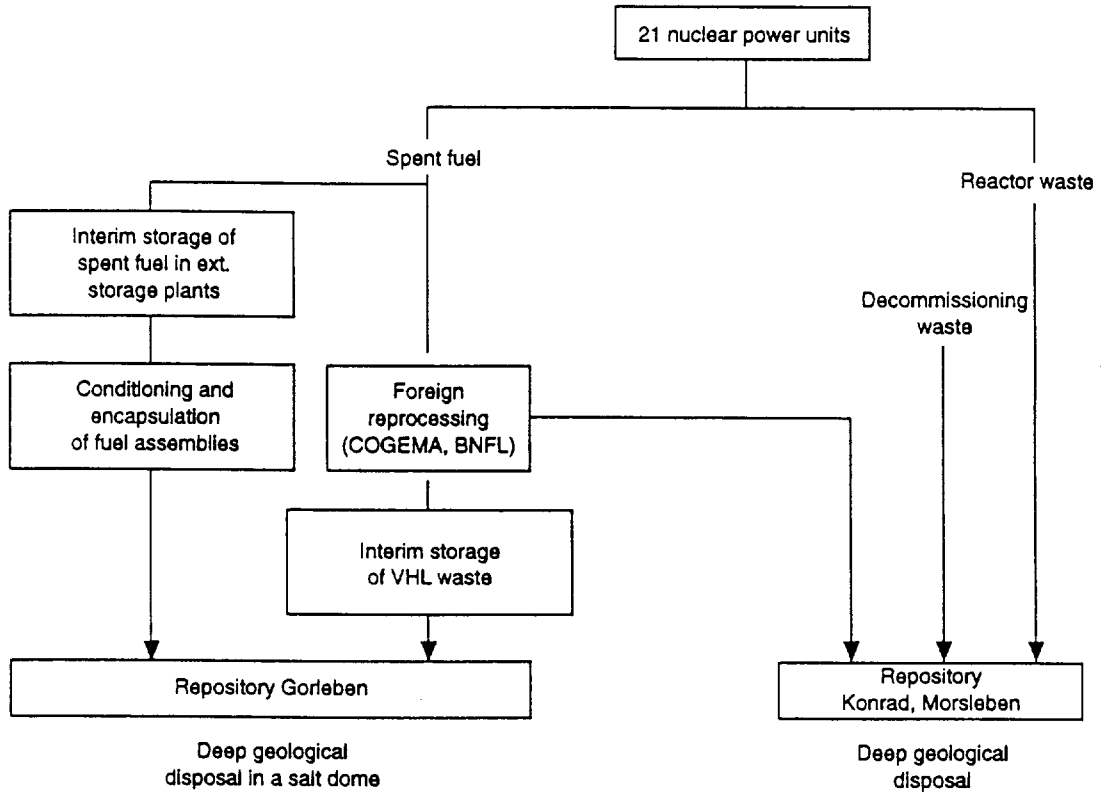 21 nuclear power units
Spent fuel
Reactor waste
Interim storage of
spent fuel in ext.
storage plants
Decommissioning
waste
Conditioning and
encapsulation
of fuel assemblies
Foreign
reprocessing
(COGEMA, BNFL)
Interim storage
of VHL waste
Repository Gorleben
Repository
Konrad, Morsleben
Deep geological
disposal in a salt dome
Deep geological
disposal